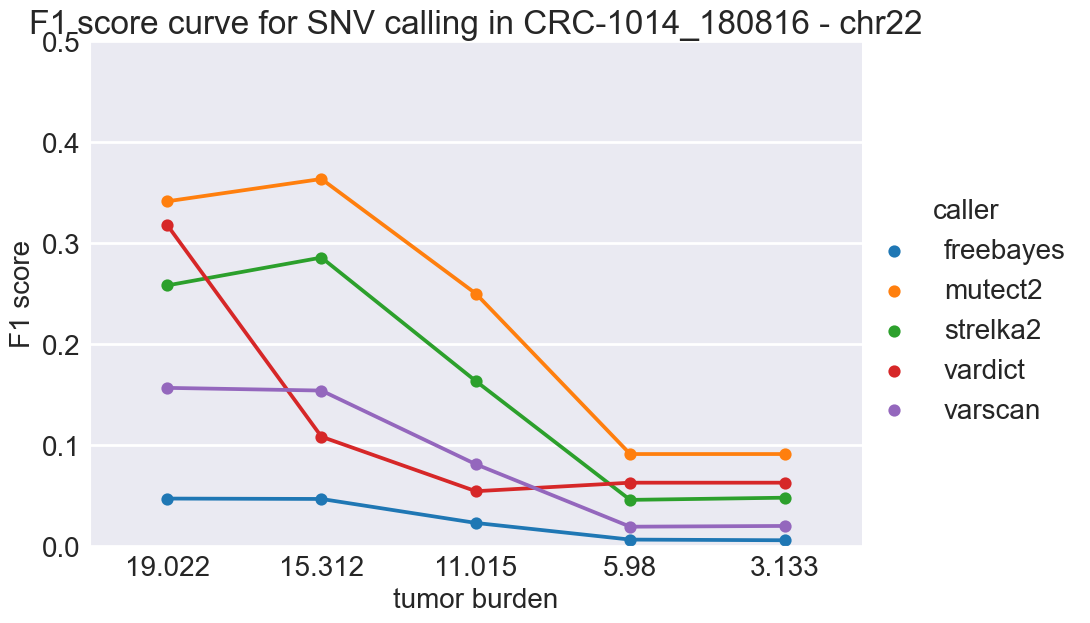 F1 score curve for SNV calling in CRC-1014_180816 - chr22
0.5
0.4
0.3
0.2
0.1
0.0
F1 score
19.022 15.312 11.015 5.98 3.133
tumor burden
caller
freebayes
mutect2
strelka2
vardict
varscan